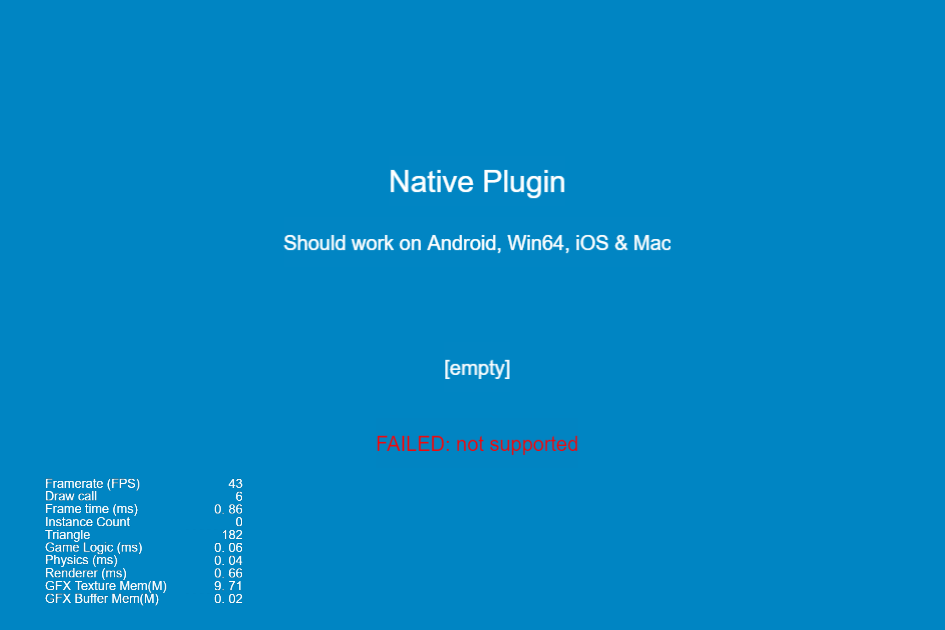 Native Plugin
Should work on Android, Win64, iOS & Mac
[empty]
FAILED: not supported
Framerate (FPS) 43
Draw call 6
Frame time (ms) 0. 86
Instance Count 0
Triangle 182
Game Logic (ms) 0. 06
Physics (ms) 0. 04
Renderer (ms) 0. 66
GFX Texture Mem(M) 9. 71
GFX Buffer Mem(M) 0. 02